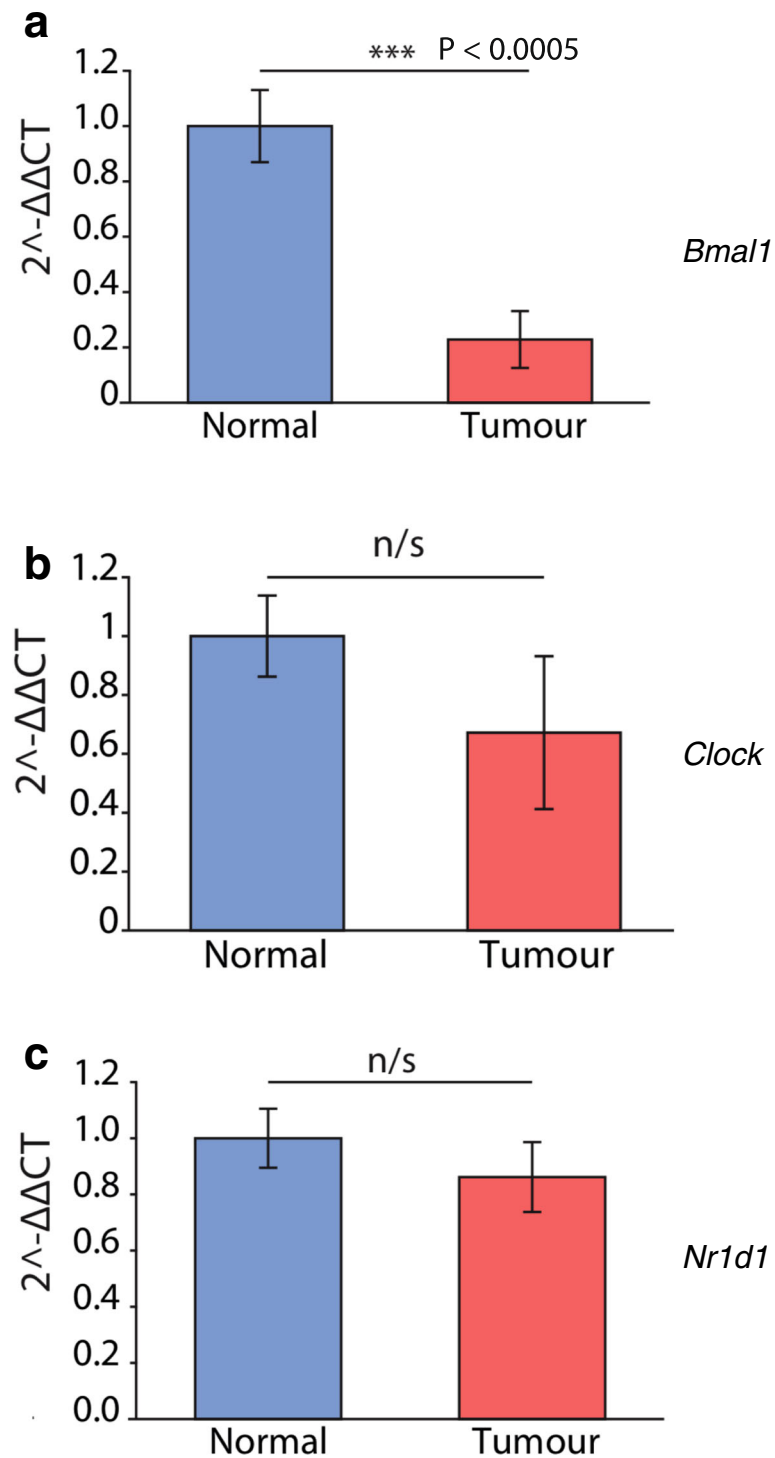 a
*** P < 0.0005
1.2
1.0
0.8
0.6
0.4
0.2
0
2^-ΔΔCT
Normal Tumour
Bmal1
b
n/s
1.2
1
0.8
0.6
0.4
0.2
0
2^-ΔΔCT
Normal Tumour
Clock
c
n/s
1.2
1.0
0.8
0.6
0.4
0.2
0.0
2^-ΔΔCT
Normal Tumour
Nr1d1